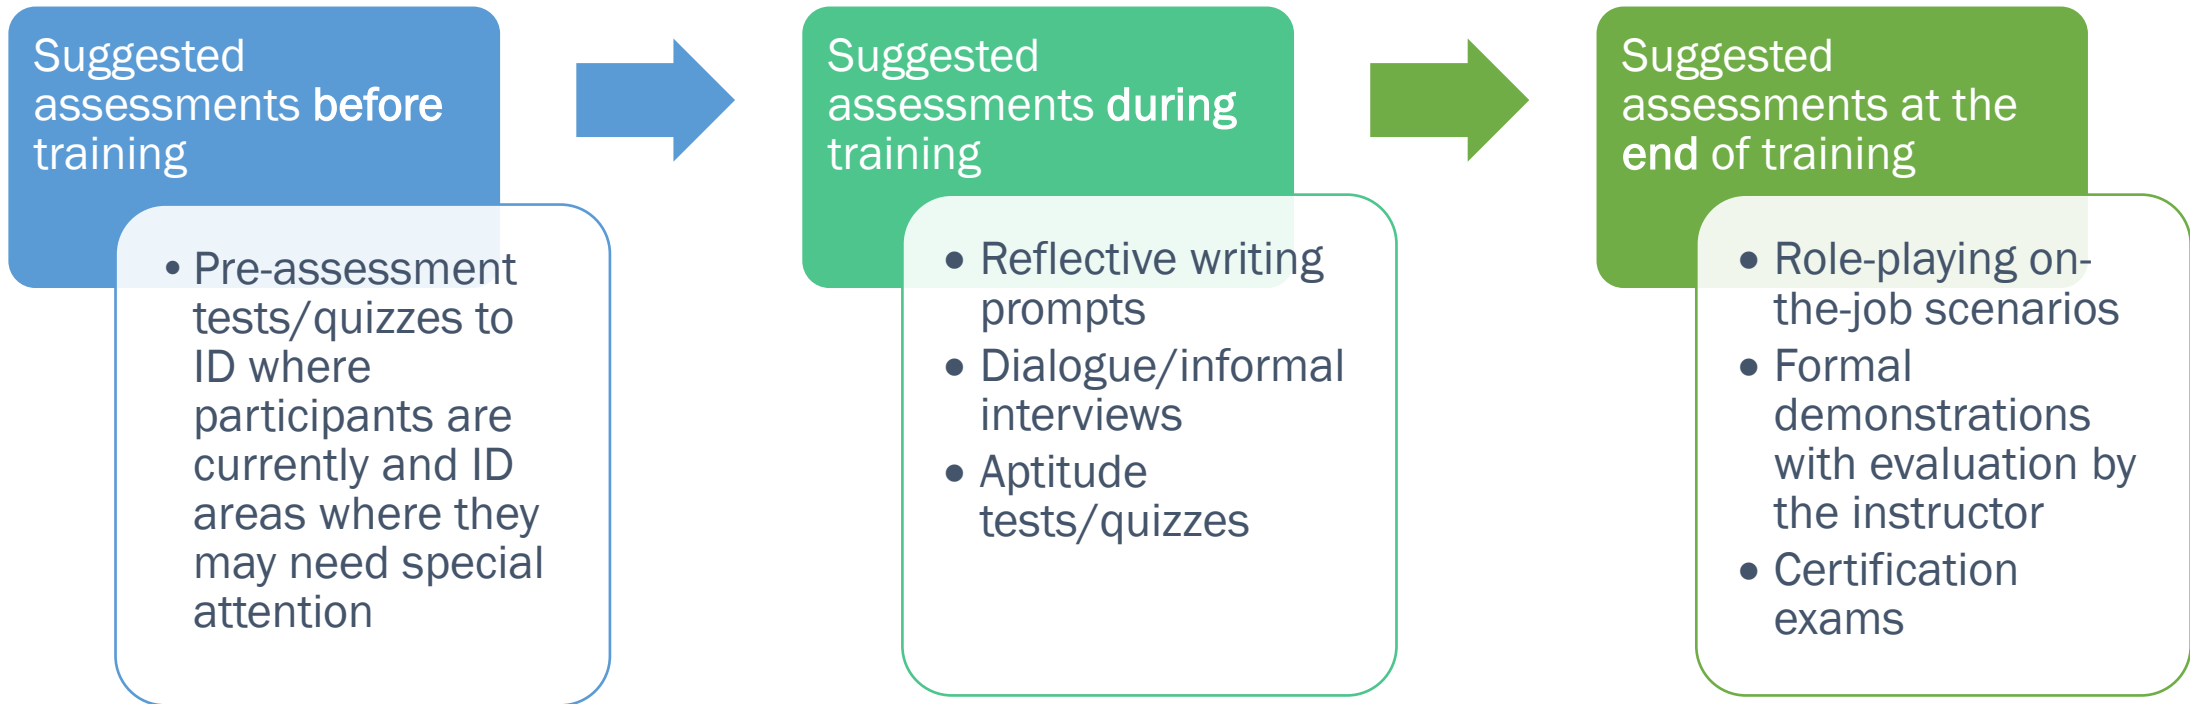 Suggested
assessments before
training
• Pre-assessment
tests/quizzes to
ID where
participants are
currently and ID
areas where they
may need special
attention
Suggested
assessments during
training
• Reflective writing
prompts
• Dialogue/informal
interviews
• Aptitude
tests/quizzes
Suggested
assessments at the
end of training
• Role-playing on-
the-job scenarios
• Formal
demonstrations
with evaluation by
the instructor
• Certification
exams